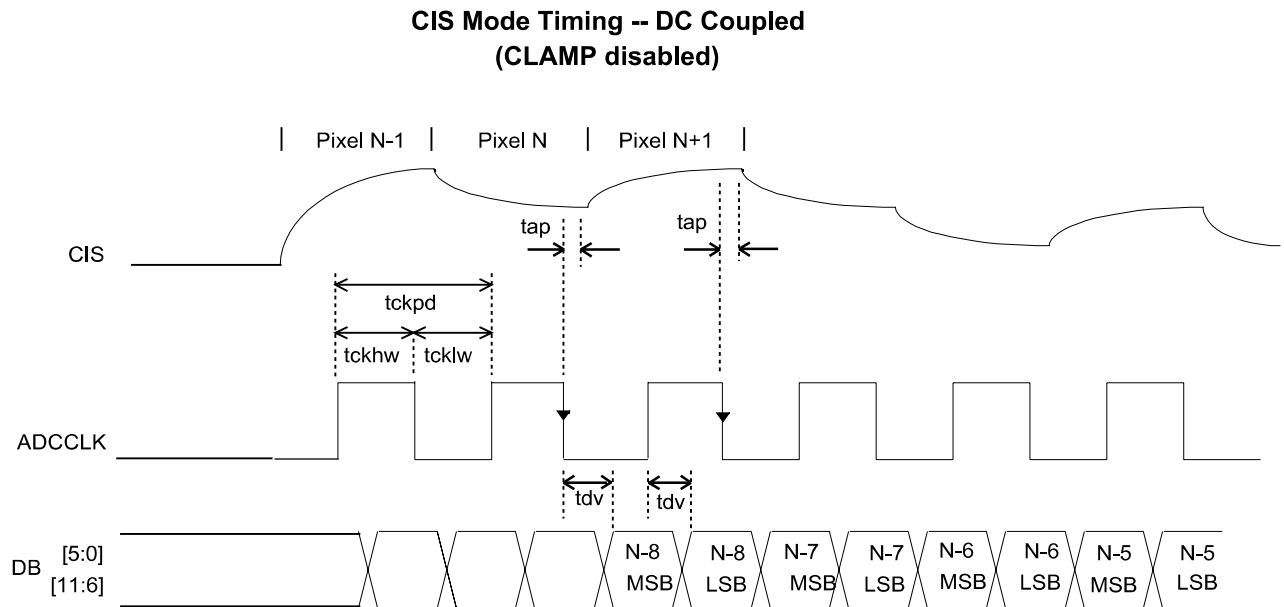 CIS Mode Timing -- DC Coupled
(CLAMP disabled)
| Pixel N-1 | Pixel N | Pixel N+1 |
tap
tap
CIS
tckpd
tckhw tcklw
ADCCLK
tdv tdv
DB [5:0] [11:6]
N-8 N-8 N-7 N-7 N-6 N-6 N-5 N-5
MSB LSB MSB LSB MSB LSB MSB LSB